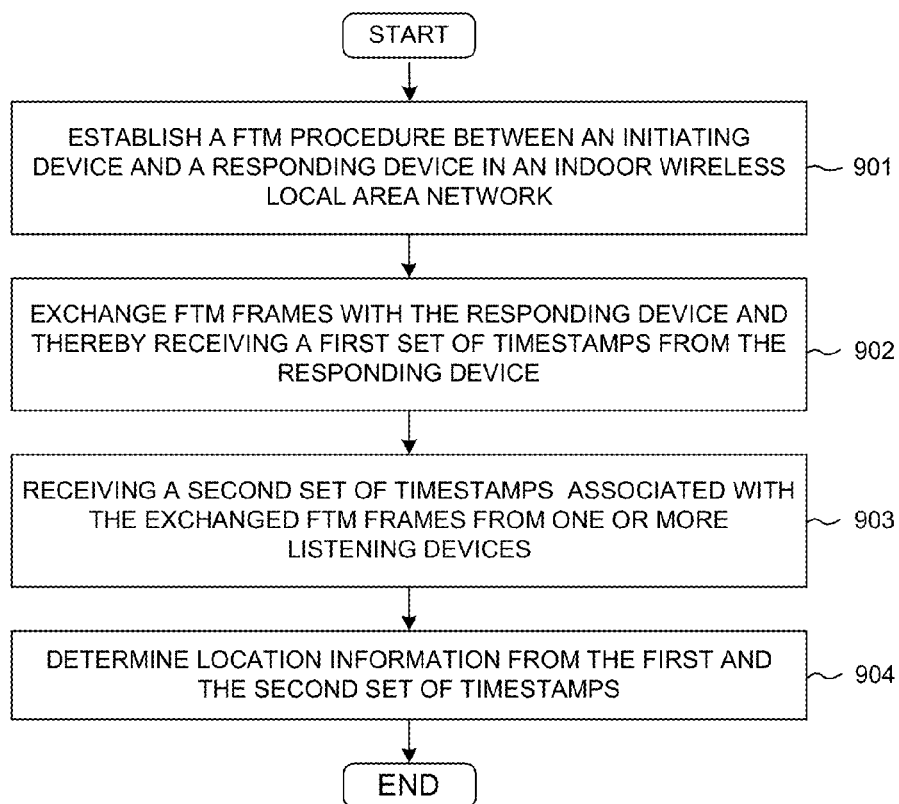 START
ESTABLISH A FTM PROCEDURE BETWEEN AN INITIATING
DEVICE AND A RESPONDING DEVICE IN AN INDOOR WIRELESS
LOCAL AREA NETWORK
901
EXCHANGE FTM FRAMES WITH THE RESPONDING DEVICE AND
THEREBY RECEIVING A FIRST SET OF TIMESTAMPS FROM THE
RESPONDING DEVICE
902
RECEIVING A SECOND SET OF TIMESTAMPS ASSOCIATED WITH
THE EXCHANGED FTM FRAMES FROM ONE OR MORE
LISTENING DEVICES
903
DETERMINE LOCATION INFORMATION FROM THE FIRST AND
THE SECOND SET OF TIMESTAMPS
904
END